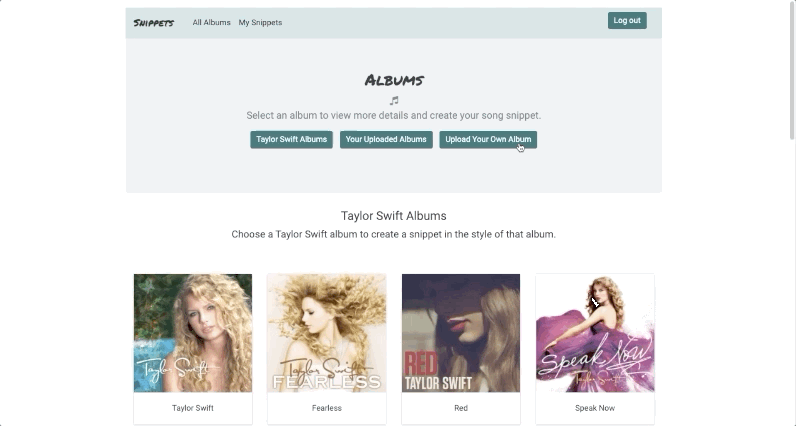 Snippets All Albums My Snippets Log out
Albums
Select an album to view more details and create your song snippet.
Taylor Swift Albums Your Uploaded Albums Upload Your Own Album
Taylor Swift Albums
Choose a Taylor Swift album to create a snippet in the style of that album.
Taylor Swift
Taylor Swift
FEARLESS
RED
TAYLOR SWIFT
Speak Now
Taylor Swift
Taylor Swift Fearless Red Speak Now